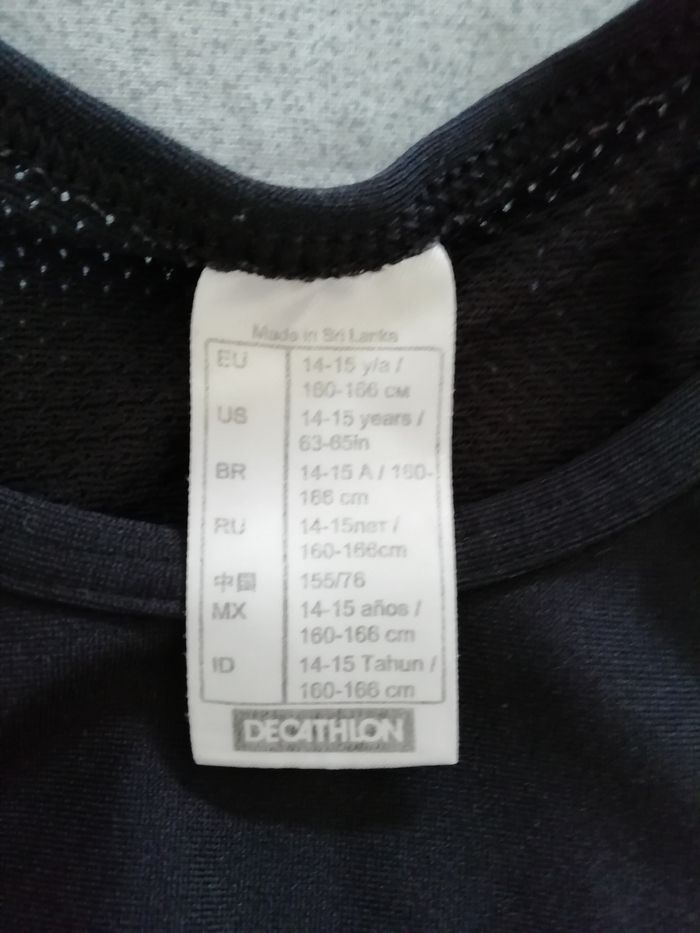 Made in Sri Lanka
EU 14-15 y/a /
160-166 см
US 14-15 years /
63-65in
BR 14-15 A / 160-
166 cm
RU 14-15лет /
160-166cm
中国 155/76
MX 14-15 años /
160-166 cm
ID 14-15 Tahun /
160-166 cm
DECATHLON